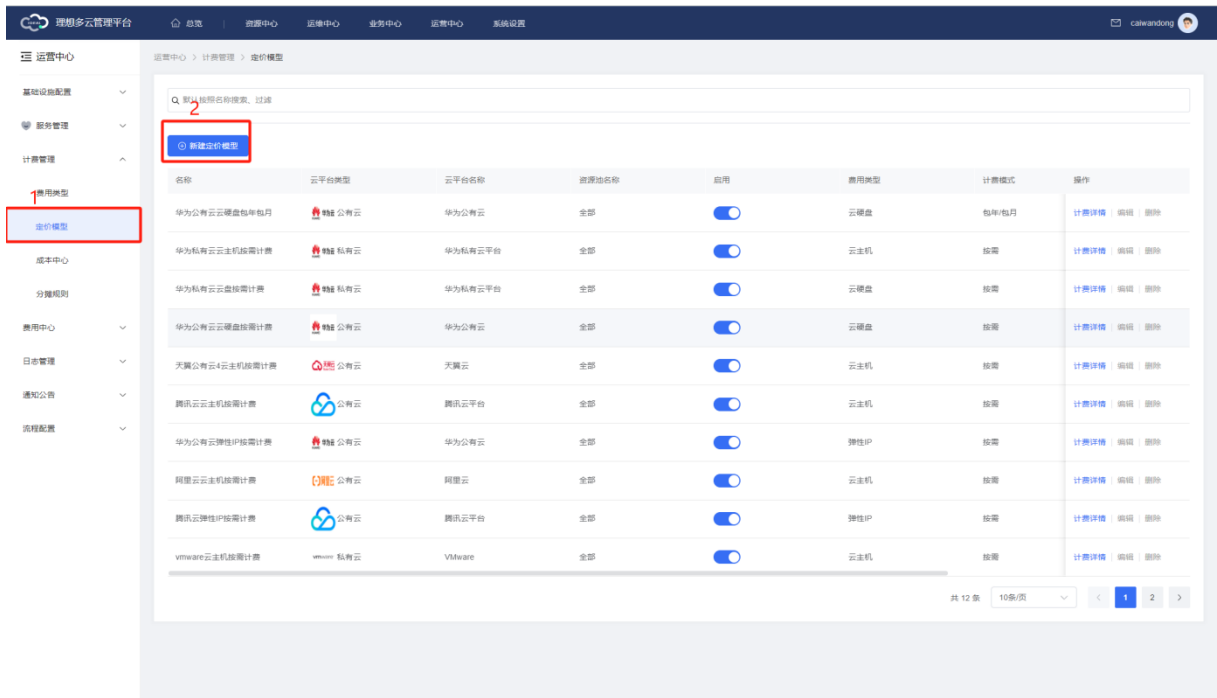 理想多云管理平台 总览 资源中心 运维中心 业务中心 运营中心 系统设置 caiwandong
运营中心
运营中心 > 计费管理 > 定价模型
基础设施配置
服务管理
计费管理
费用类型
定价模型
成本中心
分摊规则
费用中心
日志管理
通知公告
流程配置
1
默认按照名称搜索、过滤
2
新建定价模型
名称 云平台类型 云平台名称 资源池名称 启用 费用类型 计费模式 操作
华为公有云云硬盘包年包月 公有云 华为公有云 全部 云硬盘 包年/包月 计费详情 编辑 删除
华为私有云云主机按需计费 私有云 华为私有云平台 全部 云主机 按需 计费详情 编辑 删除
华为私有云云盘按需计费 私有云 华为私有云平台 全部 云硬盘 按需 计费详情 编辑 删除
华为公有云云硬盘按需计费 公有云 华为公有云 全部 云硬盘 按需 计费详情 编辑 删除
天翼公有云4云主机按需计费 公有云 天翼云 全部 云主机 按需 计费详情 编辑 删除
腾讯云云主机按需计费 公有云 腾讯云平台 全部 云主机 按需 计费详情 编辑 删除
华为公有云弹性IP按需计费 公有云 华为公有云 全部 弹性IP 按需 计费详情 编辑 删除
阿里云云主机按需计费 公有云 阿里云 全部 云主机 按需 计费详情 编辑 删除
腾讯云弹性IP按需计费 公有云 腾讯云平台 全部 弹性IP 按需 计费详情 编辑 删除
vmware云主机按需计费 vmware 私有云 VMware 全部 云主机 按需 计费详情 编辑 删除
共 12 条 10条/页 < 1 2 >